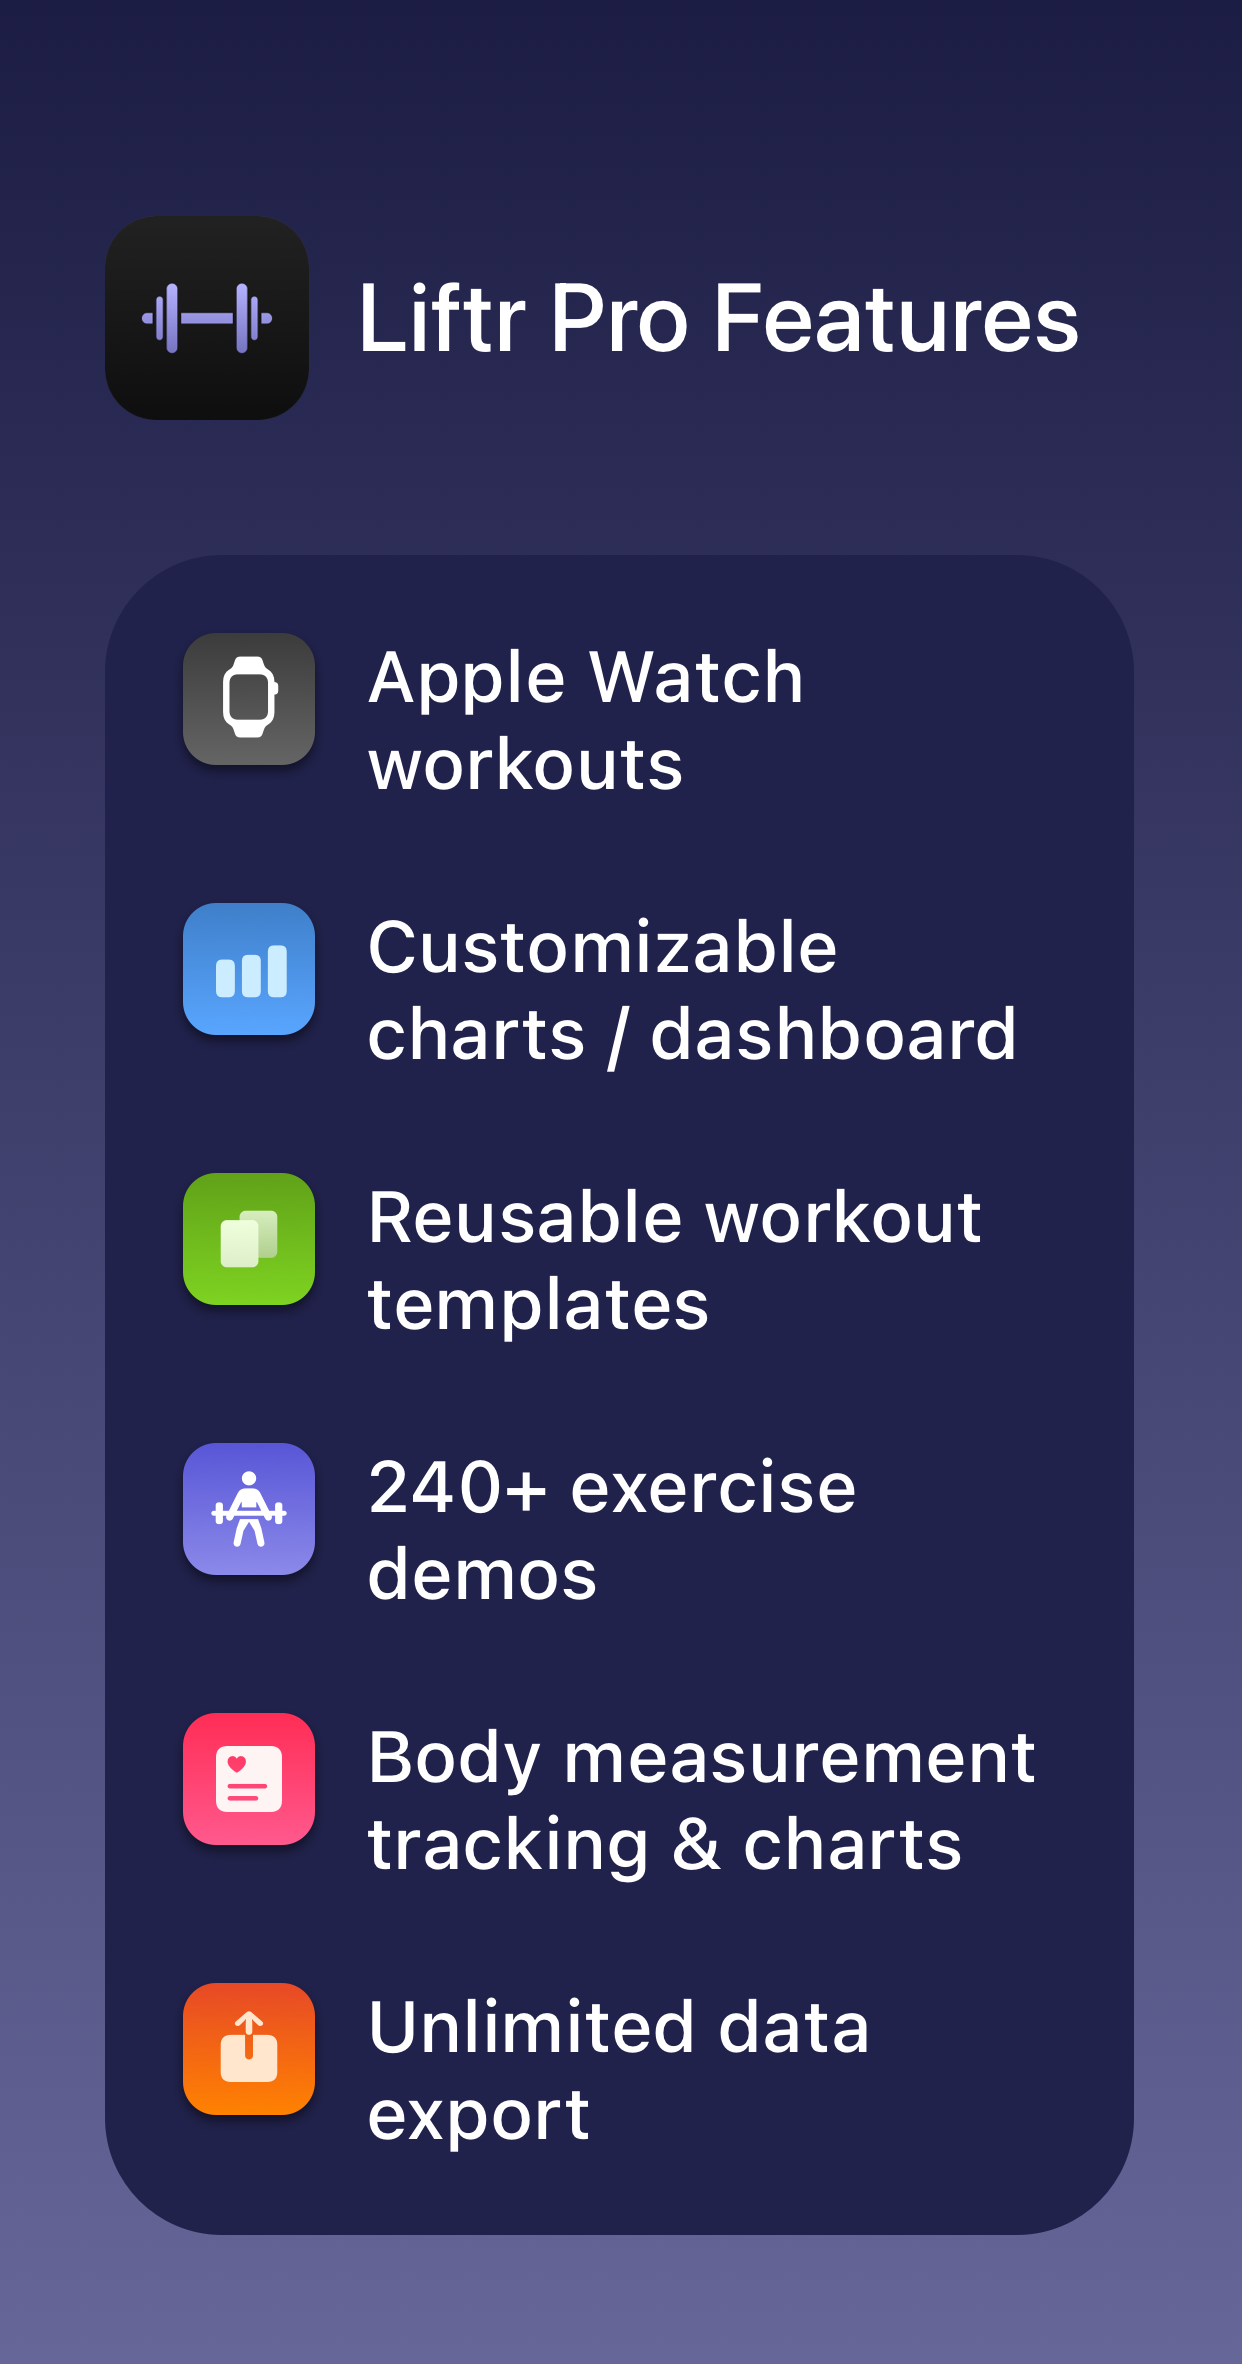 Liftr Pro Features
Apple Watch
workouts
Customizable
charts / dashboard
Reusable workout
templates
240+ exercise
demos
Body measurement
tracking & charts
Unlimited data
export